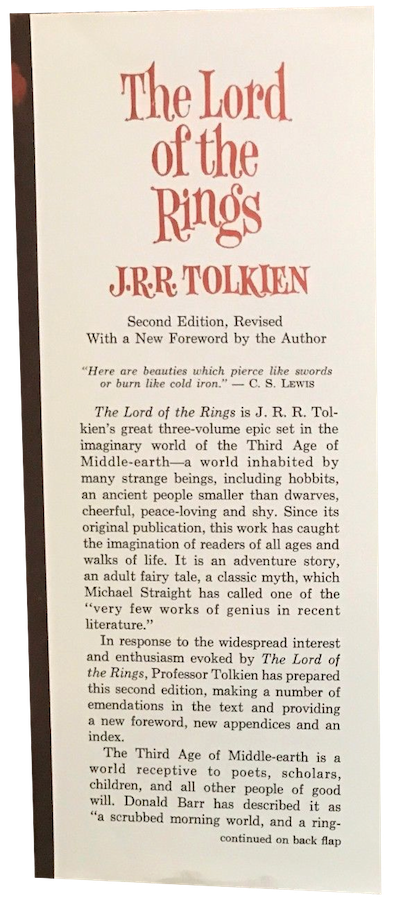 The Lord
of the
Rings
J.R.R. TOLKIEN
Second Edition, Revised
With a New Foreword by the Author
"Here are beauties which pierce like swords
or burn like cold iron." — C. S. LEWIS
The Lord of the Rings is J. R. R. Tol-
kien's great three-volume epic set in the
imaginary world of the Third Age of
Middle-earth—a world inhabited by
many strange beings, including hobbits,
an ancient people smaller than dwarves,
cheerful, peace-loving and shy. Since its
original publication, this work has caught
the imagination of readers of all ages and
walks of life. It is an adventure story,
an adult fairy tale, a classic myth, which
Michael Straight has called one of the
"very few works of genius in recent
literature."
In response to the widespread interest
and enthusiasm evoked by The Lord of
the Rings, Professor Tolkien has prepared
this second edition, making a number of
emendations in the text and providing
a new foreword, new appendices and an
index.
The Third Age of Middle-earth is a
world receptive to poets, scholars,
children, and all other people of good
will. Donald Barr has described it as
"a scrubbed morning world, and a ring-
continued on back flap